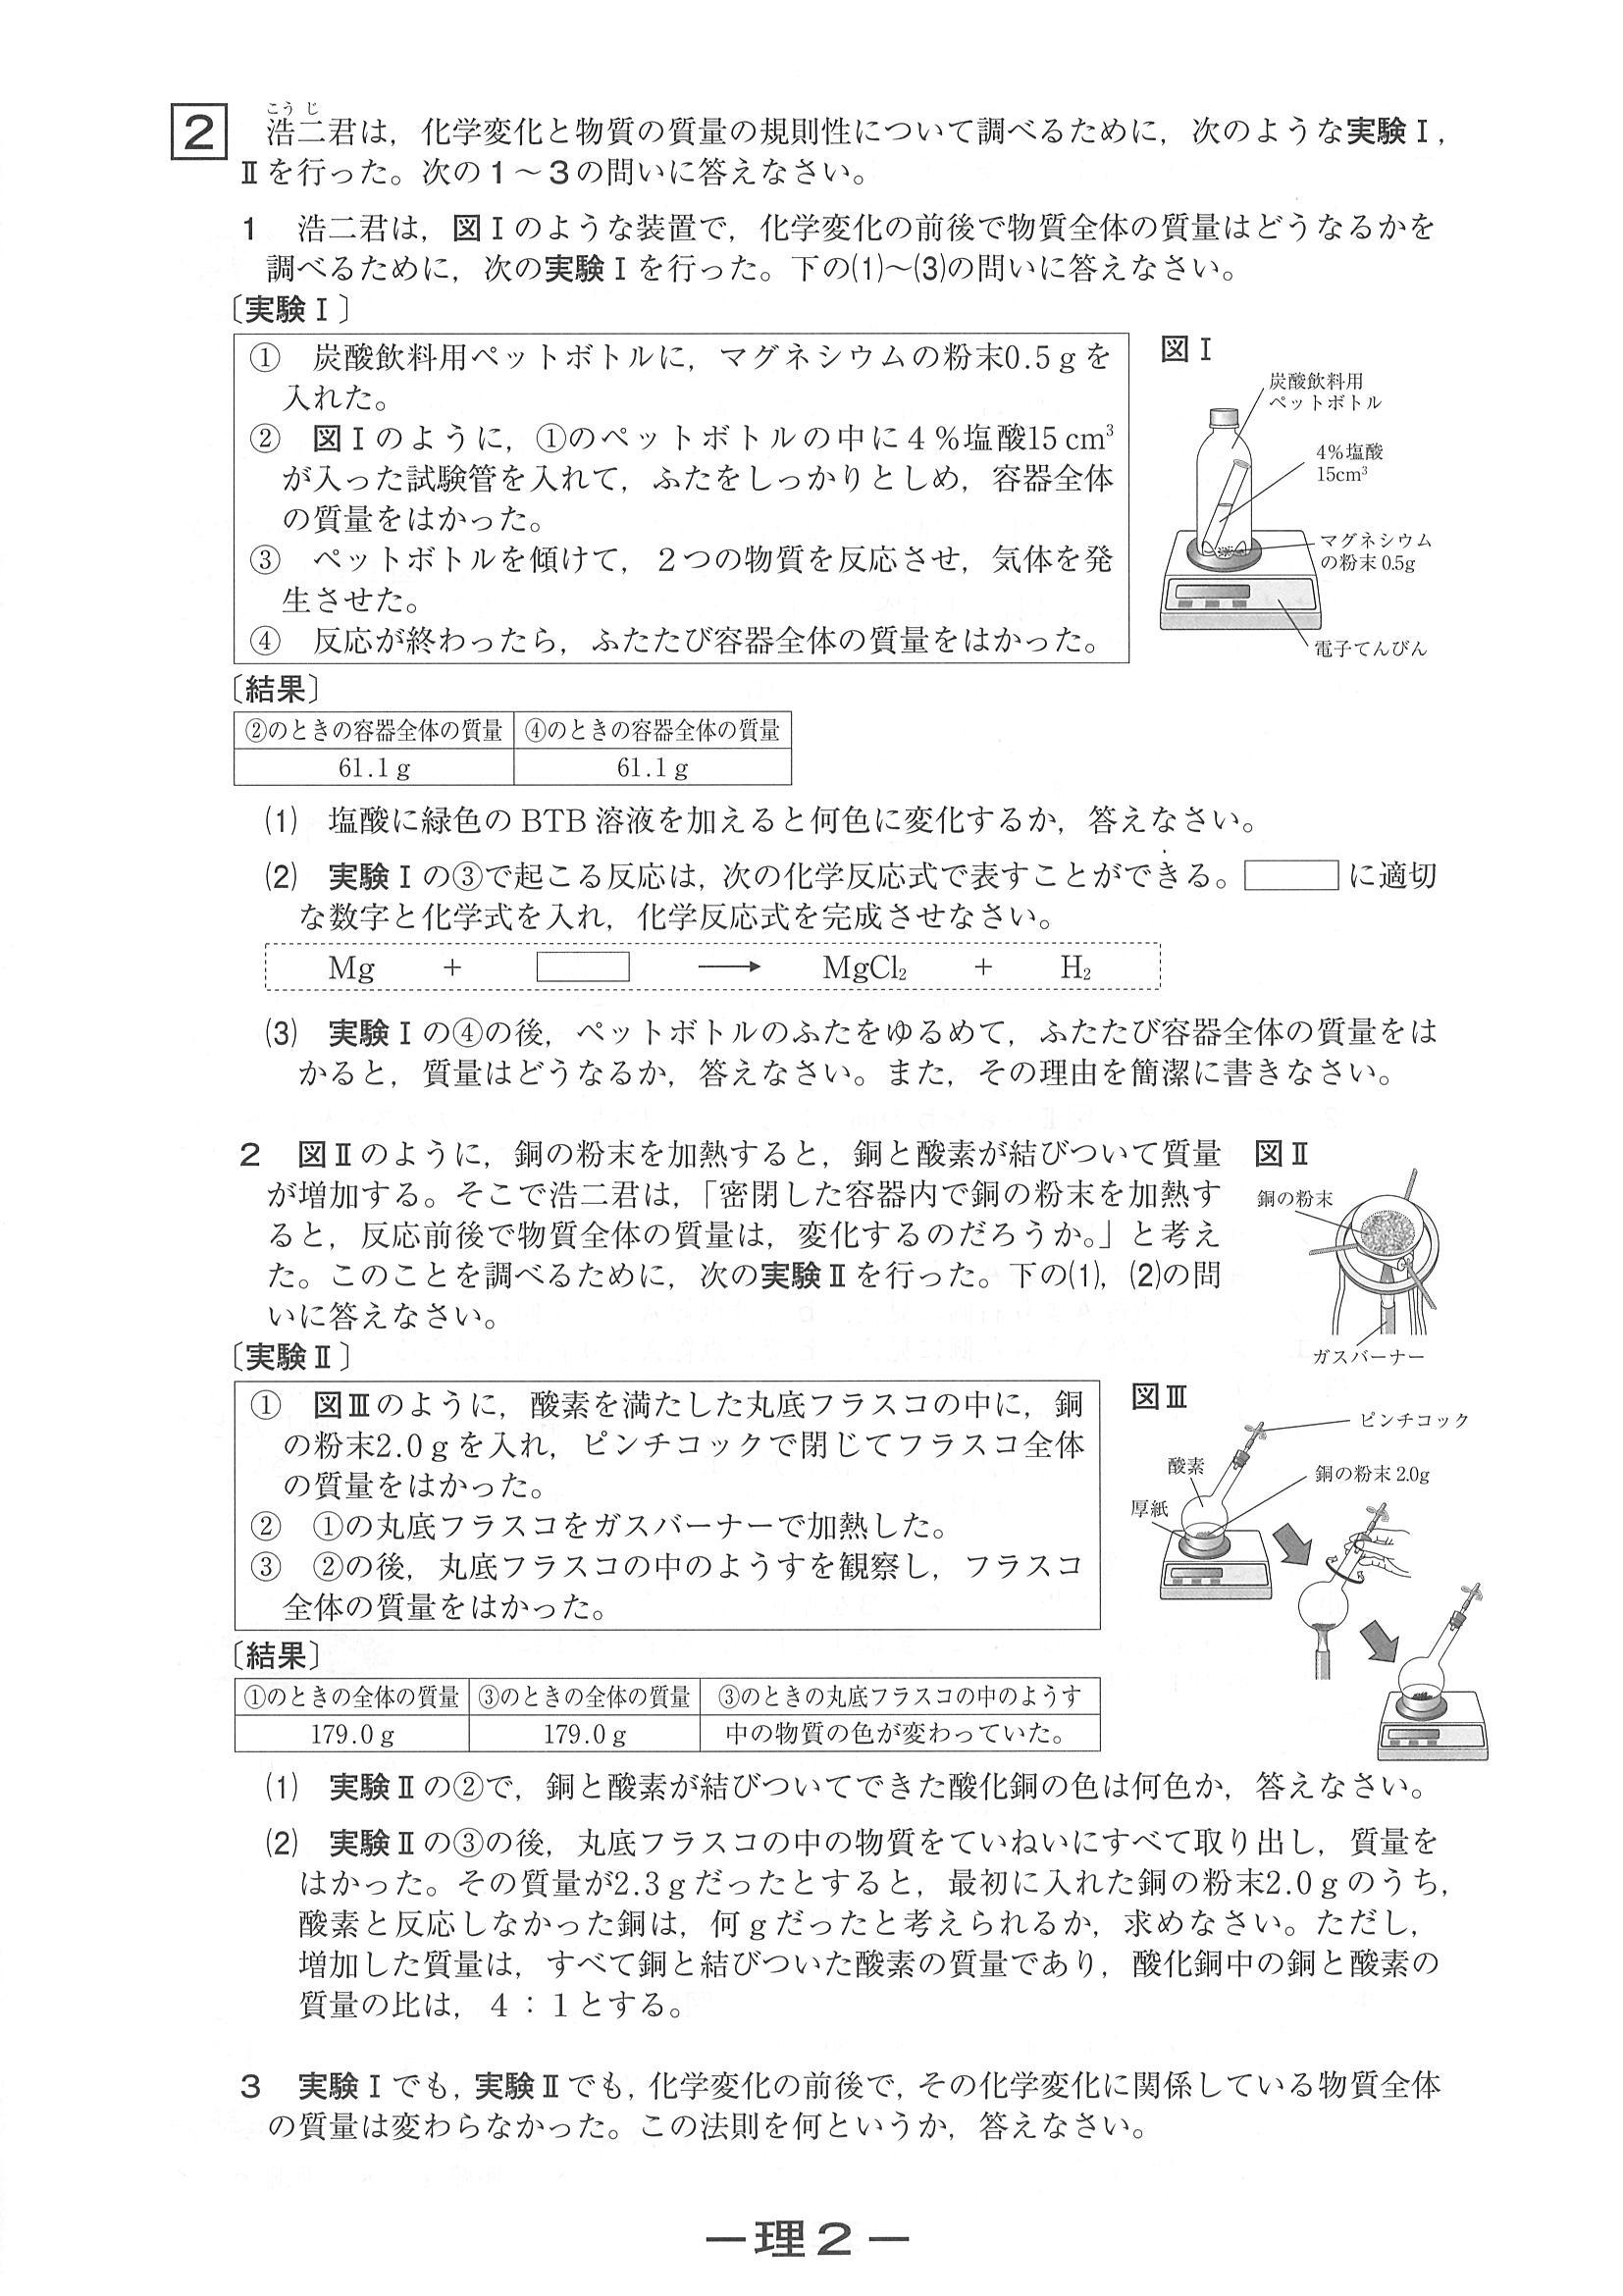 2
こう じ
浩二君は，化学変化と物質の質量の規則性について調べるために，次のような実験Ⅰ，
Ⅱを行った。次の１～３の問いに答えなさい。
1　浩二君は，図Ⅰのような装置で，化学変化の前後で物質全体の質量はどうなるかを
調べるために，次の実験Ⅰを行った。下の⑴～⑶の問いに答えなさい。
〔実験Ⅰ〕
①　炭酸飲料用ペットボトルに，マグネシウムの粉末0.5ｇを
入れた。
②　図Ⅰのように，①のペットボトルの中に４％塩酸15 cm³
が入った試験管を入れて，ふたをしっかりとしめ，容器全体
の質量をはかった。
③　ペットボトルを傾けて，２つの物質を反応させ，気体を発
生させた。
④　反応が終わったら，ふたたび容器全体の質量をはかった。
図Ⅰ
炭酸飲料用
ペットボトル
4％塩酸
15cm³
マグネシウム
の粉末 0.5g
電子てんびん
〔結果〕
②のときの容器全体の質量　④のときの容器全体の質量
61.1ｇ　61.1ｇ
⑴　塩酸に緑色の BTB 溶液を加えると何色に変化するか，答えなさい。
⑵　実験Ⅰの③で起こる反応は，次の化学反応式で表すことができる。　に適切
な数字と化学式を入れ，化学反応式を完成させなさい。
Mg　＋　　⟶　MgCl₂　＋　H₂
⑶　実験Ⅰの④の後，ペットボトルのふたをゆるめて，ふたたび容器全体の質量をは
かると，質量はどうなるか，答えなさい。また，その理由を簡潔に書きなさい。
2　図Ⅱのように，銅の粉末を加熱すると，銅と酸素が結びついて質量
が増加する。そこで浩二君は，「密閉した容器内で銅の粉末を加熱す
ると，反応前後で物質全体の質量は，変化するのだろうか。」と考え
た。このことを調べるために，次の実験Ⅱを行った。下の⑴，⑵の問
いに答えなさい。
図Ⅱ
銅の粉末
ガスバーナー
〔実験Ⅱ〕
①　図Ⅲのように，酸素を満たした丸底フラスコの中に，銅
の粉末2.0ｇを入れ，ピンチコックで閉じてフラスコ全体
の質量をはかった。
②　①の丸底フラスコをガスバーナーで加熱した。
③　②の後，丸底フラスコの中のようすを観察し，フラスコ
全体の質量をはかった。
図Ⅲ
ピンチコック
酸素
銅の粉末 2.0g
厚紙
〔結果〕
①のときの全体の質量　③のときの全体の質量　③のときの丸底フラスコの中のようす
179.0ｇ　179.0ｇ　中の物質の色が変わっていた。
⑴　実験Ⅱの②で，銅と酸素が結びついてできた酸化銅の色は何色か，答えなさい。
⑵　実験Ⅱの③の後，丸底フラスコの中の物質をていねいにすべて取り出し，質量を
はかった。その質量が2.3ｇだったとすると，最初に入れた銅の粉末2.0ｇのうち，
酸素と反応しなかった銅は，何ｇだったと考えられるか，求めなさい。ただし，
増加した質量は，すべて銅と結びついた酸素の質量であり，酸化銅中の銅と酸素の
質量の比は，４：１とする。
3　実験Ⅰでも，実験Ⅱでも，化学変化の前後で，その化学変化に関係している物質全体
の質量は変わらなかった。この法則を何というか，答えなさい。
―理２―